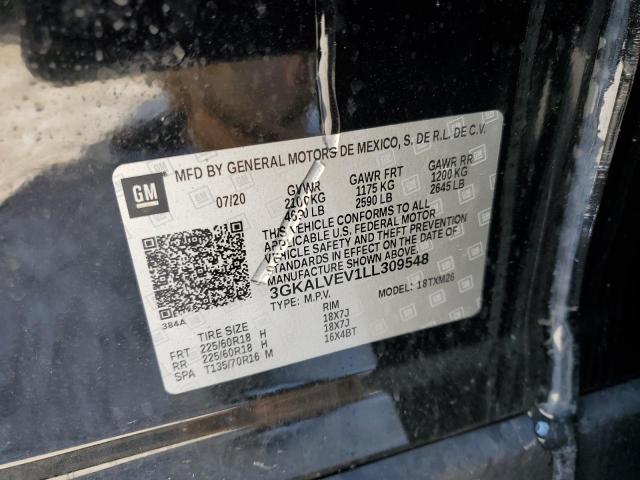 GM
MFD BY GENERAL MOTORS DE MEXICO, S. DE R.L. DE C.V.
07/20 GVWR GAWR FRT GAWR RR
KG 1175 KG 1200 KG
LB 2590 LB 2645 LB
THIS VEHICLE CONFORMS TO ALL
APPLICABLE U.S. FEDERAL MOTOR
VEHICLE SAFETY AND THEFT PREVENTION
STANDARDS IN EFFECT ON THE DATE OF
MANUFACTURE SHOWN ABOVE.
3GKALVEV1LL309548
TYPE: M.P.V. MODEL: 18TXM26
384A
TIRE SIZE RIM
FRT 225/60R18 H 18X7J
RR 225/60R18 H 18X7J
SPA T135/70R16 M 16X4BT